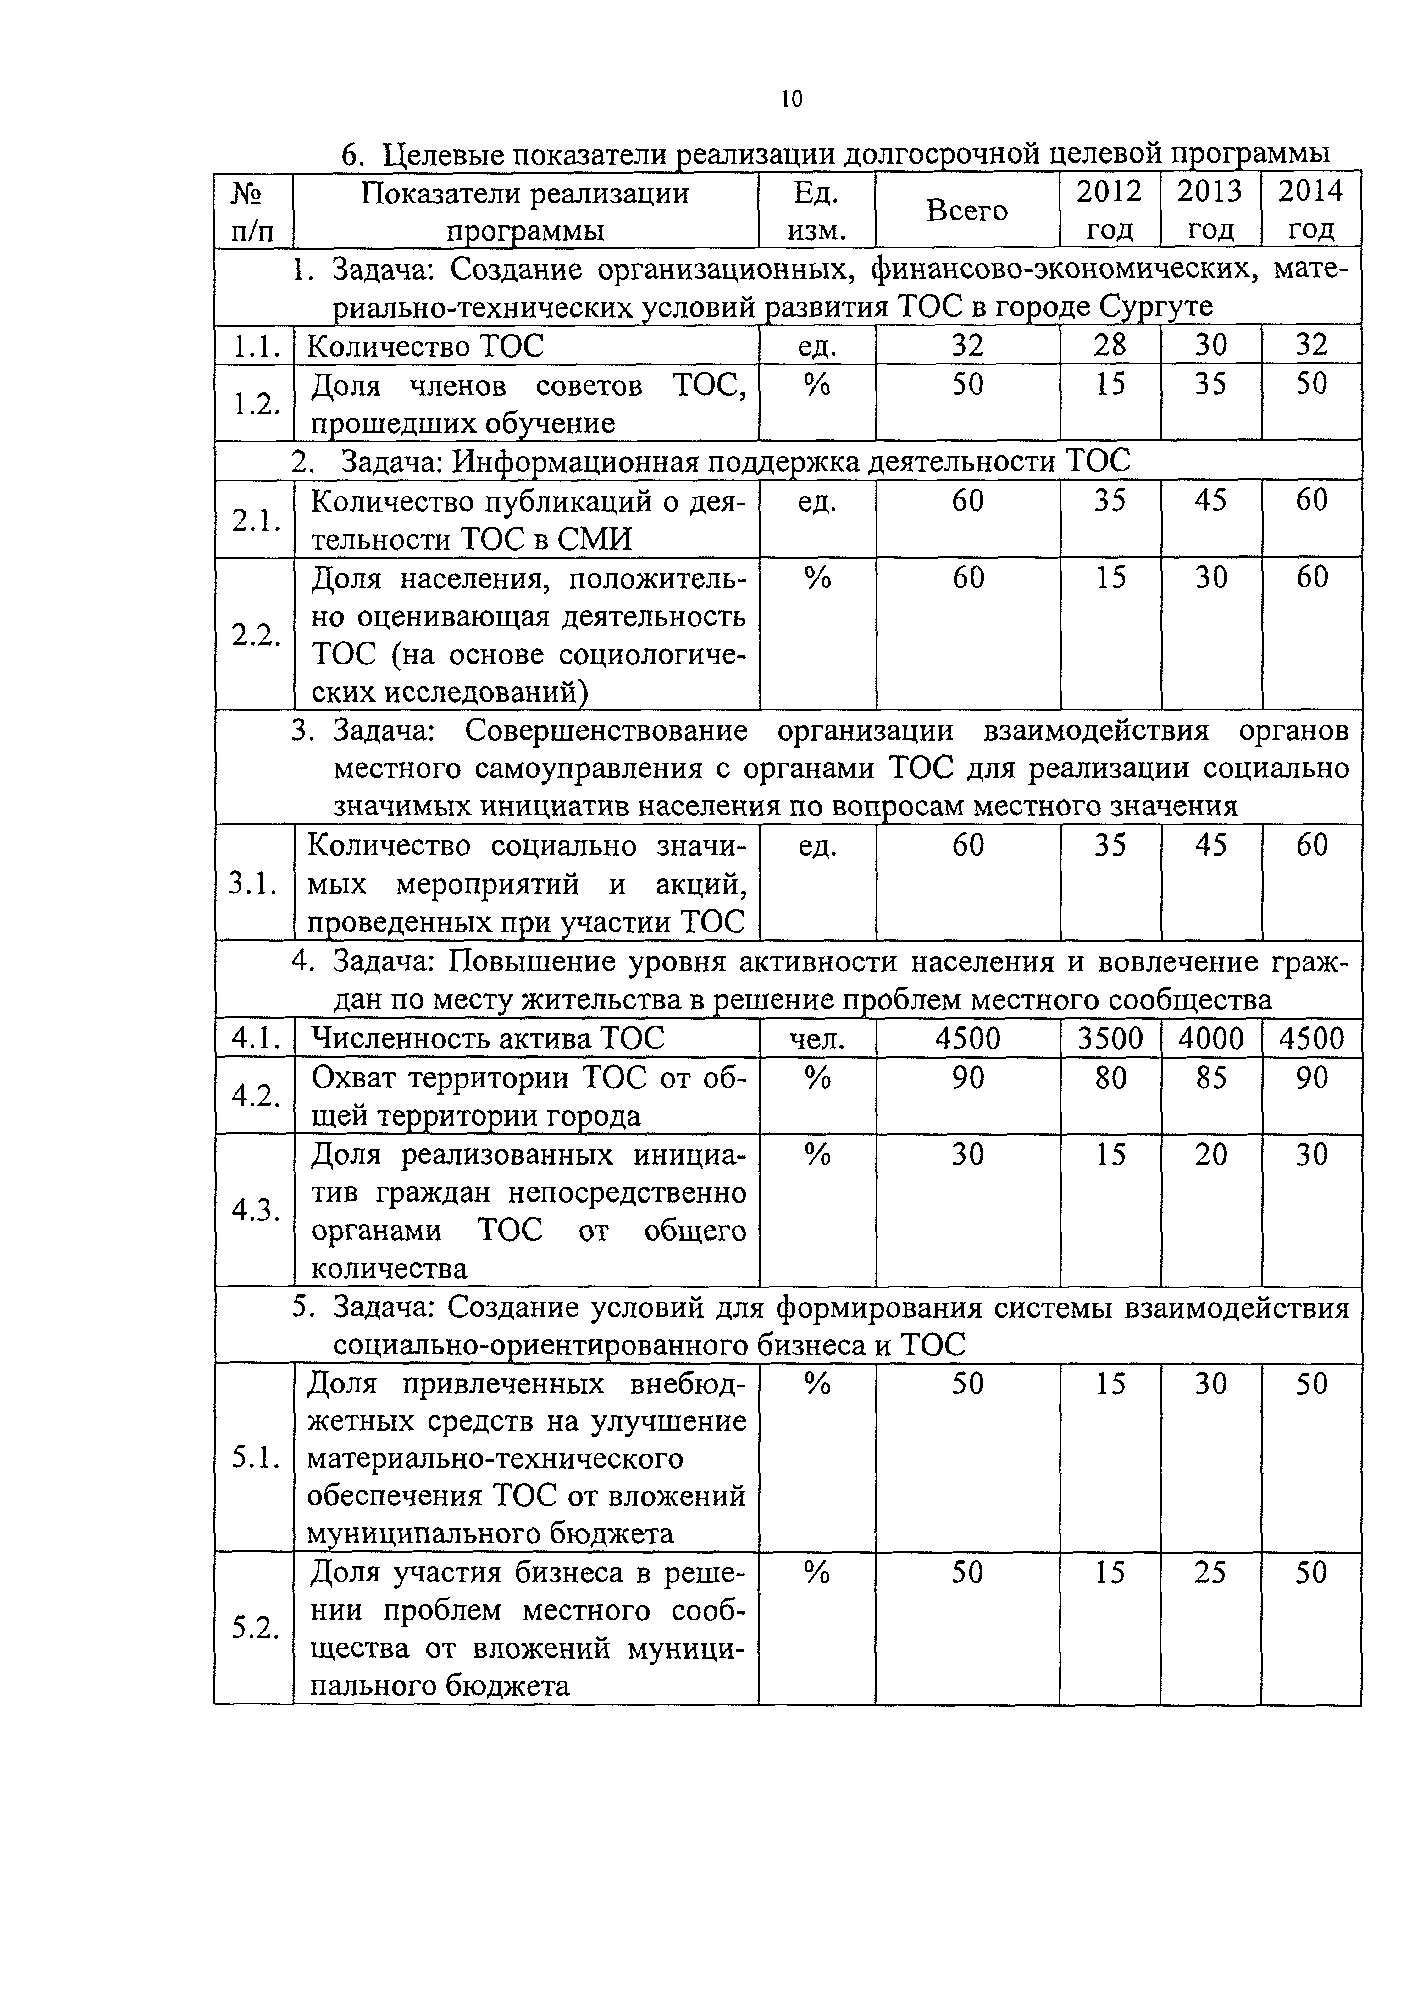 10
6. Целевые показатели реализации долгосрочной целевой программы
№ Показатели реализации Ед. Всего 2012 2013 2014
п/п программы изм. год год год
1. Задача: Создание организационных, финансово-экономических, мате-
риально-технических условий развития ТОС в городе Сургуте
1.1. Количество ТОС ед. 32 28 30 32
1.2. Доля членов советов ТОС, % 50 15 35 50
прошедших обучение
2. Задача: Информационная поддержка деятельности ТОС
2.1. Количество публикаций о дея- ед. 60 35 45 60
тельности ТОС в СМИ
2.2. Доля населения, положитель- % 60 15 30 60
но оценивающая деятельность
ТОС (на основе социологиче-
ских исследований)
3. Задача: Совершенствование организации взаимодействия органов
местного самоуправления с органами ТОС для реализации социально
значимых инициатив населения по вопросам местного значения
3.1. Количество социально значи- ед. 60 35 45 60
мых мероприятий и акций,
проведенных при участии ТОС
4. Задача: Повышение уровня активности населения и вовлечение граж-
дан по месту жительства в решение проблем местного сообщества
4.1. Численность актива ТОС чел. 4500 3500 4000 4500
4.2. Охват территории ТОС от об- % 90 80 85 90
щей территории города
4.3. Доля реализованных инициа- % 30 15 20 30
тив граждан непосредственно
органами ТОС от общего
количества
5. Задача: Создание условий для формирования системы взаимодействия
социально-ориентированного бизнеса и ТОС
5.1. Доля привлеченных внебюд- % 50 15 30 50
жетных средств на улучшение
материально-технического
обеспечения ТОС от вложений
муниципального бюджета
5.2. Доля участия бизнеса в реше- % 50 15 25 50
нии проблем местного сооб-
щества от вложений муници-
пального бюджета